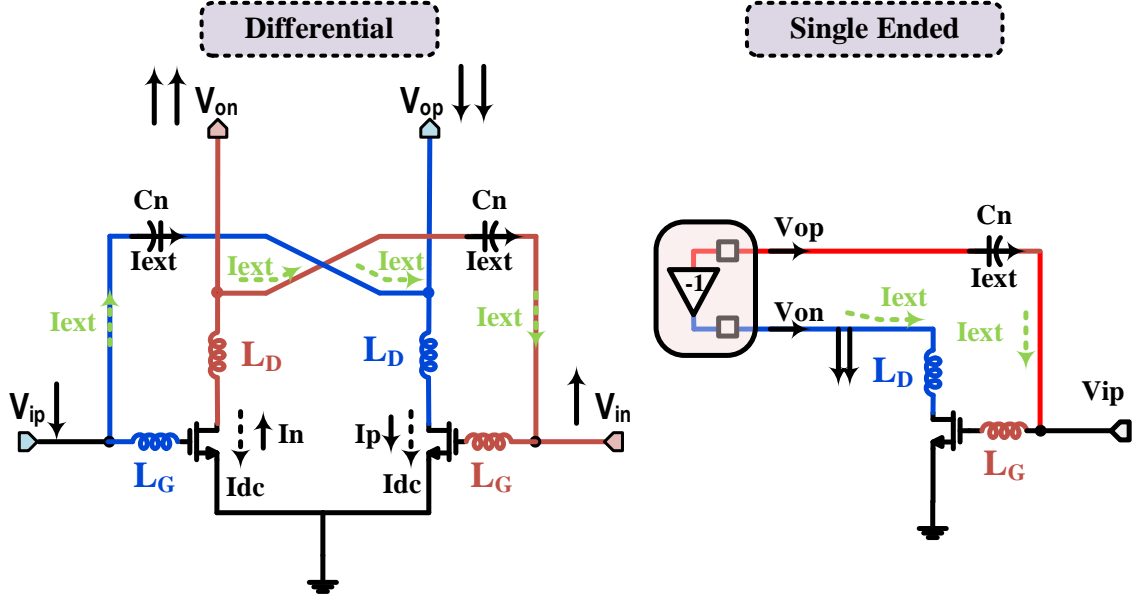 Differential
Single Ended
Von
Vop
Cn
Cn
Iext
Iext
Iext
Iext
Iext
Iext
LD
LD
Vip
Vin
In
Ip
LG
Idc
Idc
LG
Vop
Cn
Iext
-1
Von
Iext
Iext
LD
Vip
LG